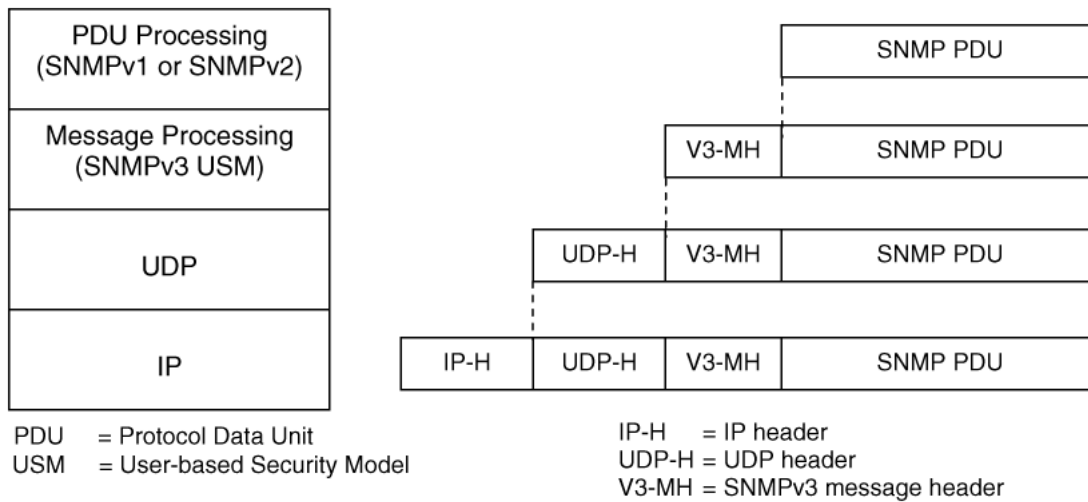 PDU Processing
(SNMPv1 or SNMPv2)
Message Processing
(SNMPv3 USM)
UDP
IP
SNMP PDU
V3-MH SNMP PDU
UDP-H V3-MH SNMP PDU
IP-H UDP-H V3-MH SNMP PDU
PDU = Protocol Data Unit
USM = User-based Security Model
IP-H = IP header
UDP-H = UDP header
V3-MH = SNMPv3 message header